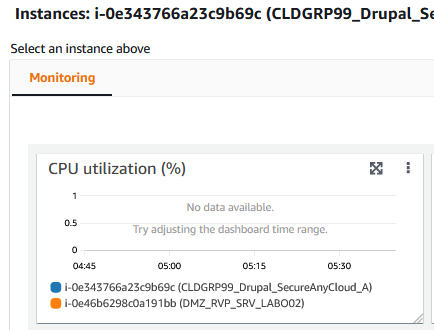 Instances: i-0e343766a23c9b69c (CLDGRP99_Drupal_Se
Select an instance above
Monitoring
CPU utilization (%)
1
No data available.
0.5
Try adjusting the dashboard time range.
0
04:45 05:00 05:15 05:30
i-0e343766a23c9b69c (CLDGRP99_Drupal_SecureAnyCloud_A)
i-0e46b6298c0a191bb (DMZ_RVP_SRV_LABO02)